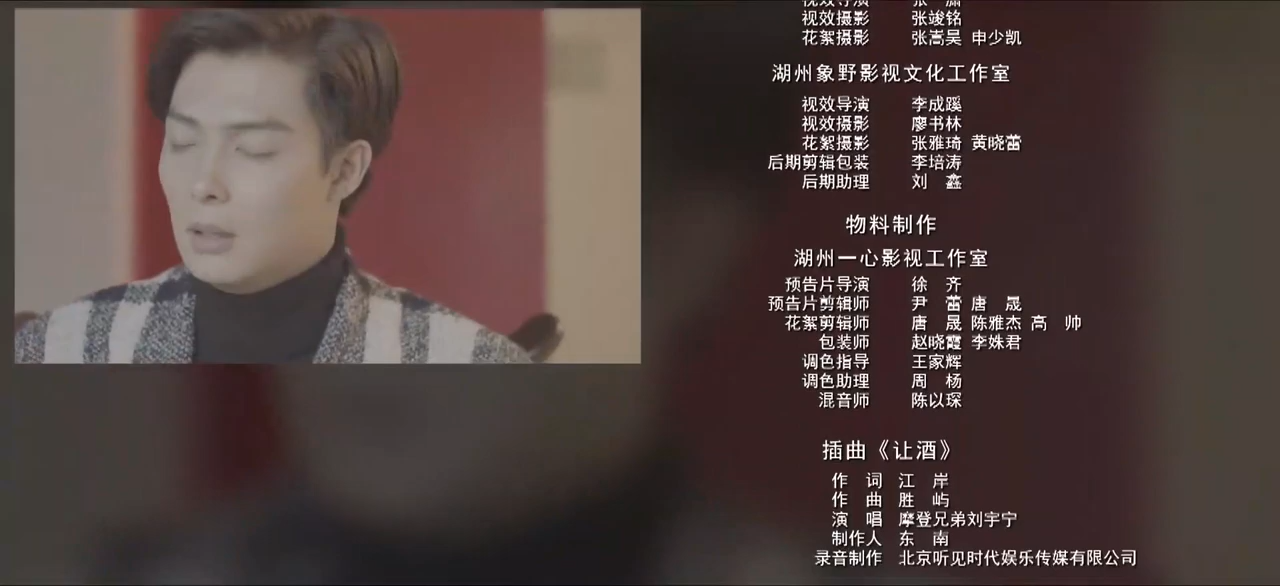 视效导演 张 潇
视效摄影 张竣铭
花絮摄影 张嵩昊 申少凯
湖州象野影视文化工作室
视效导演 李成蹊
视效摄影 廖书林
花絮摄影 张雅琦 黄晓蕾
后期剪辑包装 李培涛
后期助理 刘 鑫
物料制作
湖州一心影视工作室
预告片导演 徐 齐
预告片剪辑师 尹 蕾 唐 晟
花絮剪辑师 唐 晟 陈雅杰 高 帅
包装师 赵晓霞 李姝君
调色指导 王家辉
调色助理 周 杨
混音师 陈以琛
插曲《让酒》
作 词 江 岸
作 曲 胜 屿
演 唱 摩登兄弟刘宇宁
制作人 东 南
录音制作 北京听见时代娱乐传媒有限公司